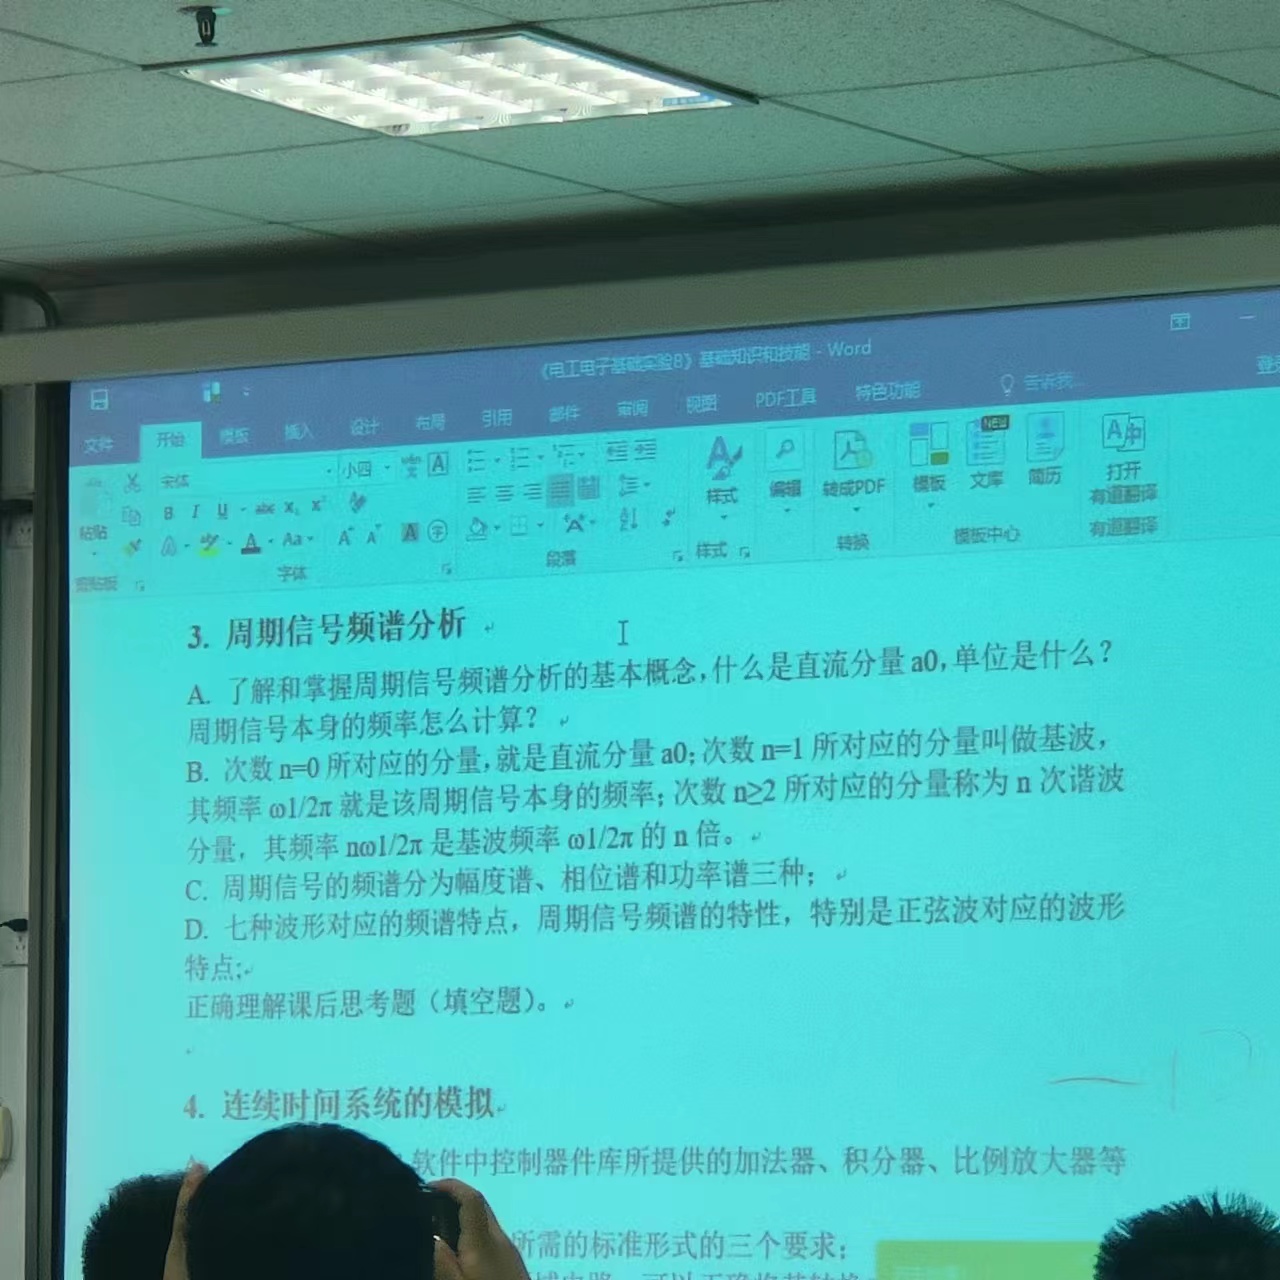 《电工电子基础实验B》基础知识和技能 - Word
文件 开始 模板 插入 设计 布局 引用 邮件 审阅 视图 PDF工具 特色功能 告诉我...
宋体 小四
粘贴 样式 编辑 转成PDF 模板 文库 NEW 简历 打开
有道翻译
剪贴板 字体 段落 样式 转换 模板中心 有道翻译
3. 周期信号频谱分析
A. 了解和掌握周期信号频谱分析的基本概念,什么是直流分量 a0,单位是什么？
周期信号本身的频率怎么计算？
B. 次数 n=0 所对应的分量,就是直流分量 a0; 次数 n=1 所对应的分量叫做基波，
其频率 ω1/2π 就是该周期信号本身的频率; 次数 n≥2 所对应的分量称为 n 次谐波
分量，其频率 nω1/2π 是基波频率 ω1/2π 的 n 倍。
C. 周期信号的频谱分为幅度谱、相位谱和功率谱三种；
D. 七种波形对应的频谱特点，周期信号频谱的特性，特别是正弦波对应的波形
特点;
正确理解课后思考题（填空题）。
4. 连续时间系统的模拟
软件中控制器件库所提供的加法器、积分器、比例放大器等
所需的标准形式的三个要求；